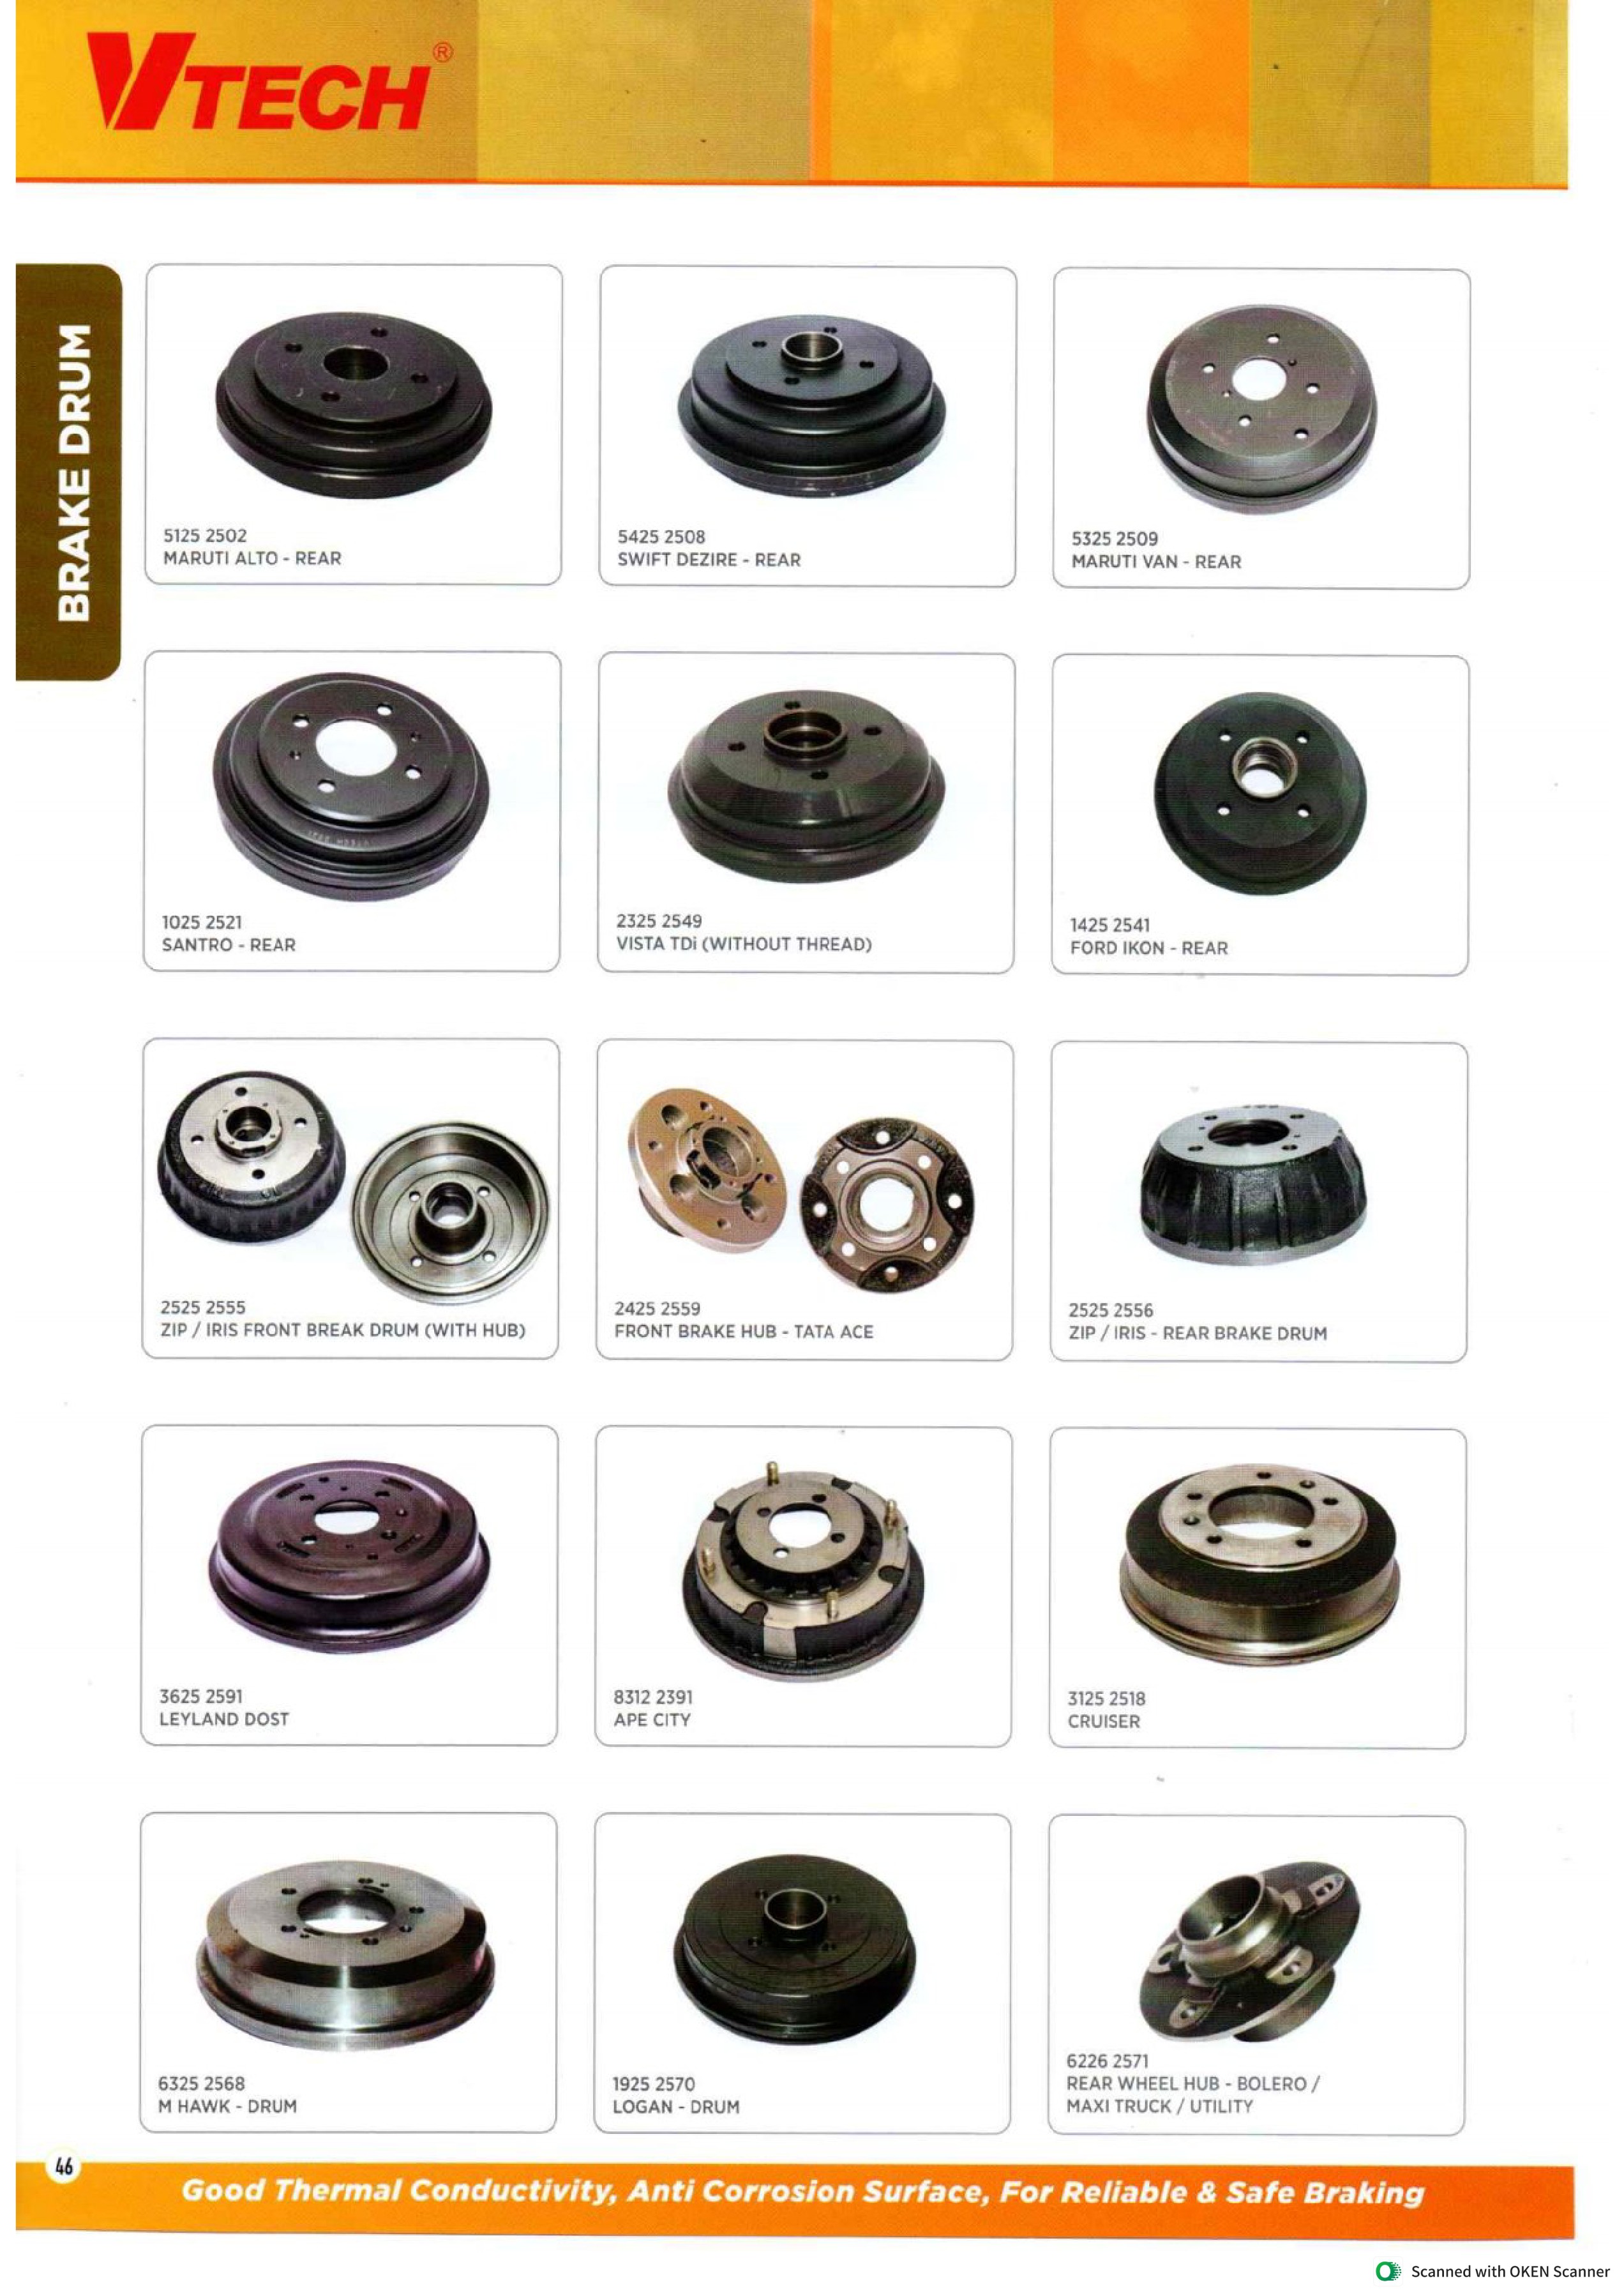 VTECH®
BRAKE DRUM
5125 2502
MARUTI ALTO - REAR
5425 2508
SWIFT DEZIRE - REAR
5325 2509
MARUTI VAN - REAR
1025 2521
SANTRO - REAR
2325 2549
VISTA TDi (WITHOUT THREAD)
1425 2541
FORD IKON - REAR
2525 2555
ZIP / IRIS FRONT BREAK DRUM (WITH HUB)
2425 2559
FRONT BRAKE HUB - TATA ACE
2525 2556
ZIP / IRIS - REAR BRAKE DRUM
3625 2591
LEYLAND DOST
8312 2391
APE CITY
3125 2518
CRUISER
6325 2568
M HAWK - DRUM
1925 2570
LOGAN - DRUM
6226 2571
REAR WHEEL HUB - BOLERO /
MAXI TRUCK / UTILITY
46
Good Thermal Conductivity, Anti Corrosion Surface, For Reliable & Safe Braking
Scanned with OKEN Scanner